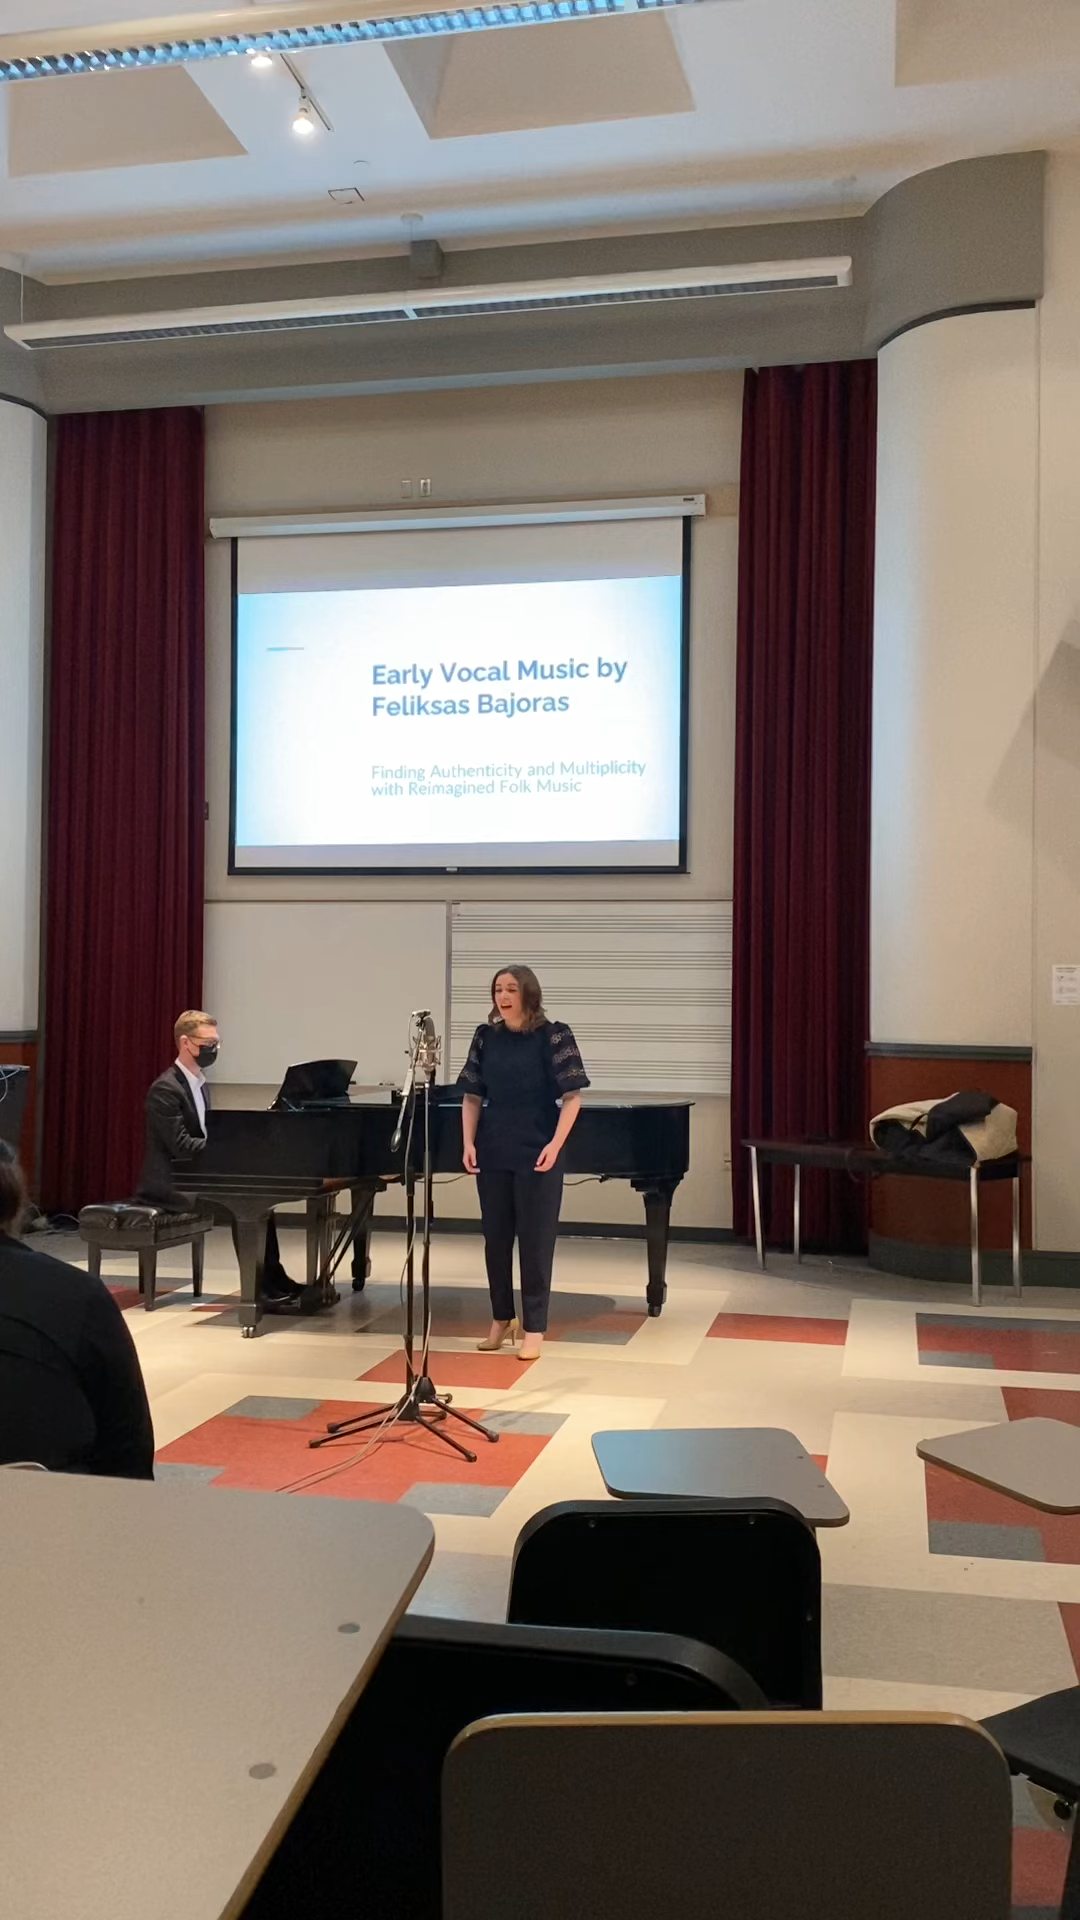 Early Vocal Music by
Feliksas Bajoras
Finding Authenticity and Multiplicity
with Reimagined Folk Music